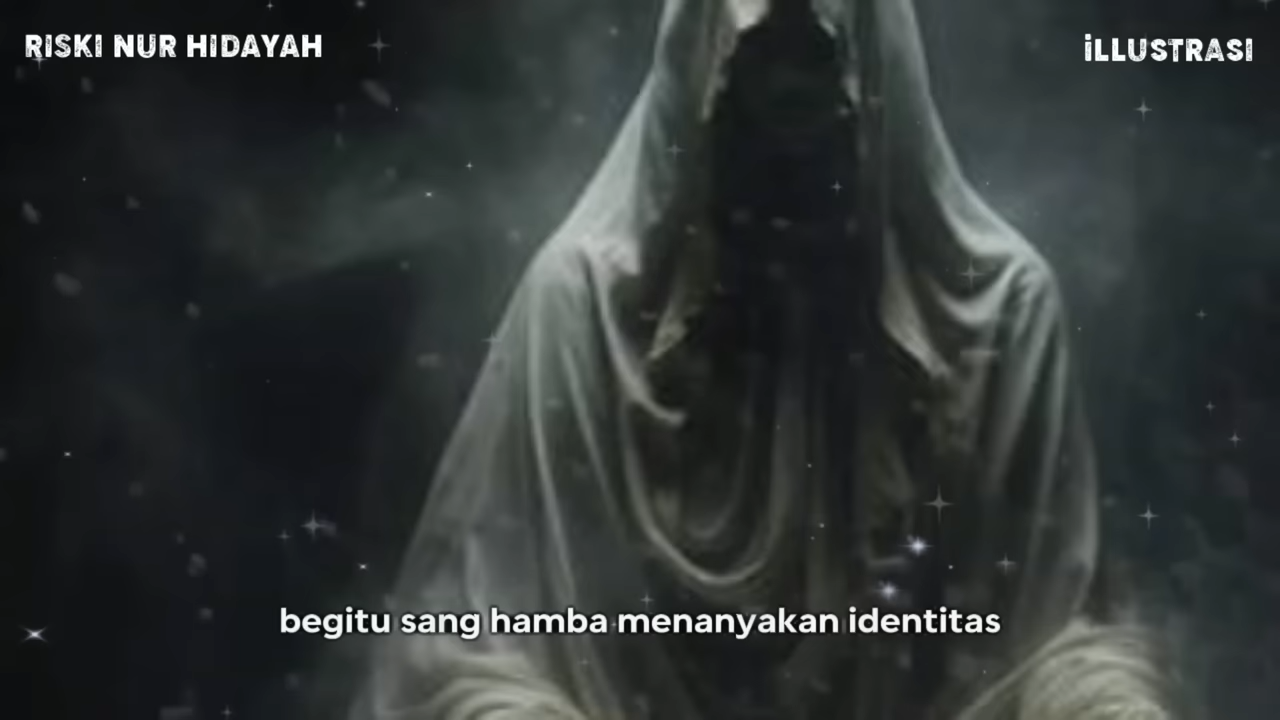 RISKI NUR HIDAYAH
İLLUSTRASI
begitu sang hamba menanyakan identitas